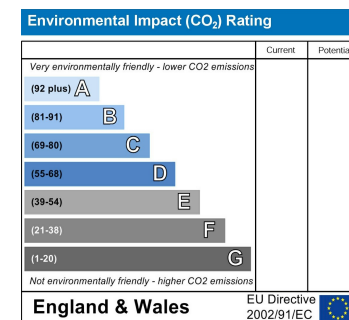 Environmental Impact (CO₂) Rating
Current
Very environmentally friendly - lower CO2 emissions
(92 plus) A
(81-91) B
(69-80) C
(55-68) D
(39-54) E
(21-38) F
(1-20) G
Not environmentally friendly - higher CO2 emissions
England & Wales
EU Directive
2002/91/EC